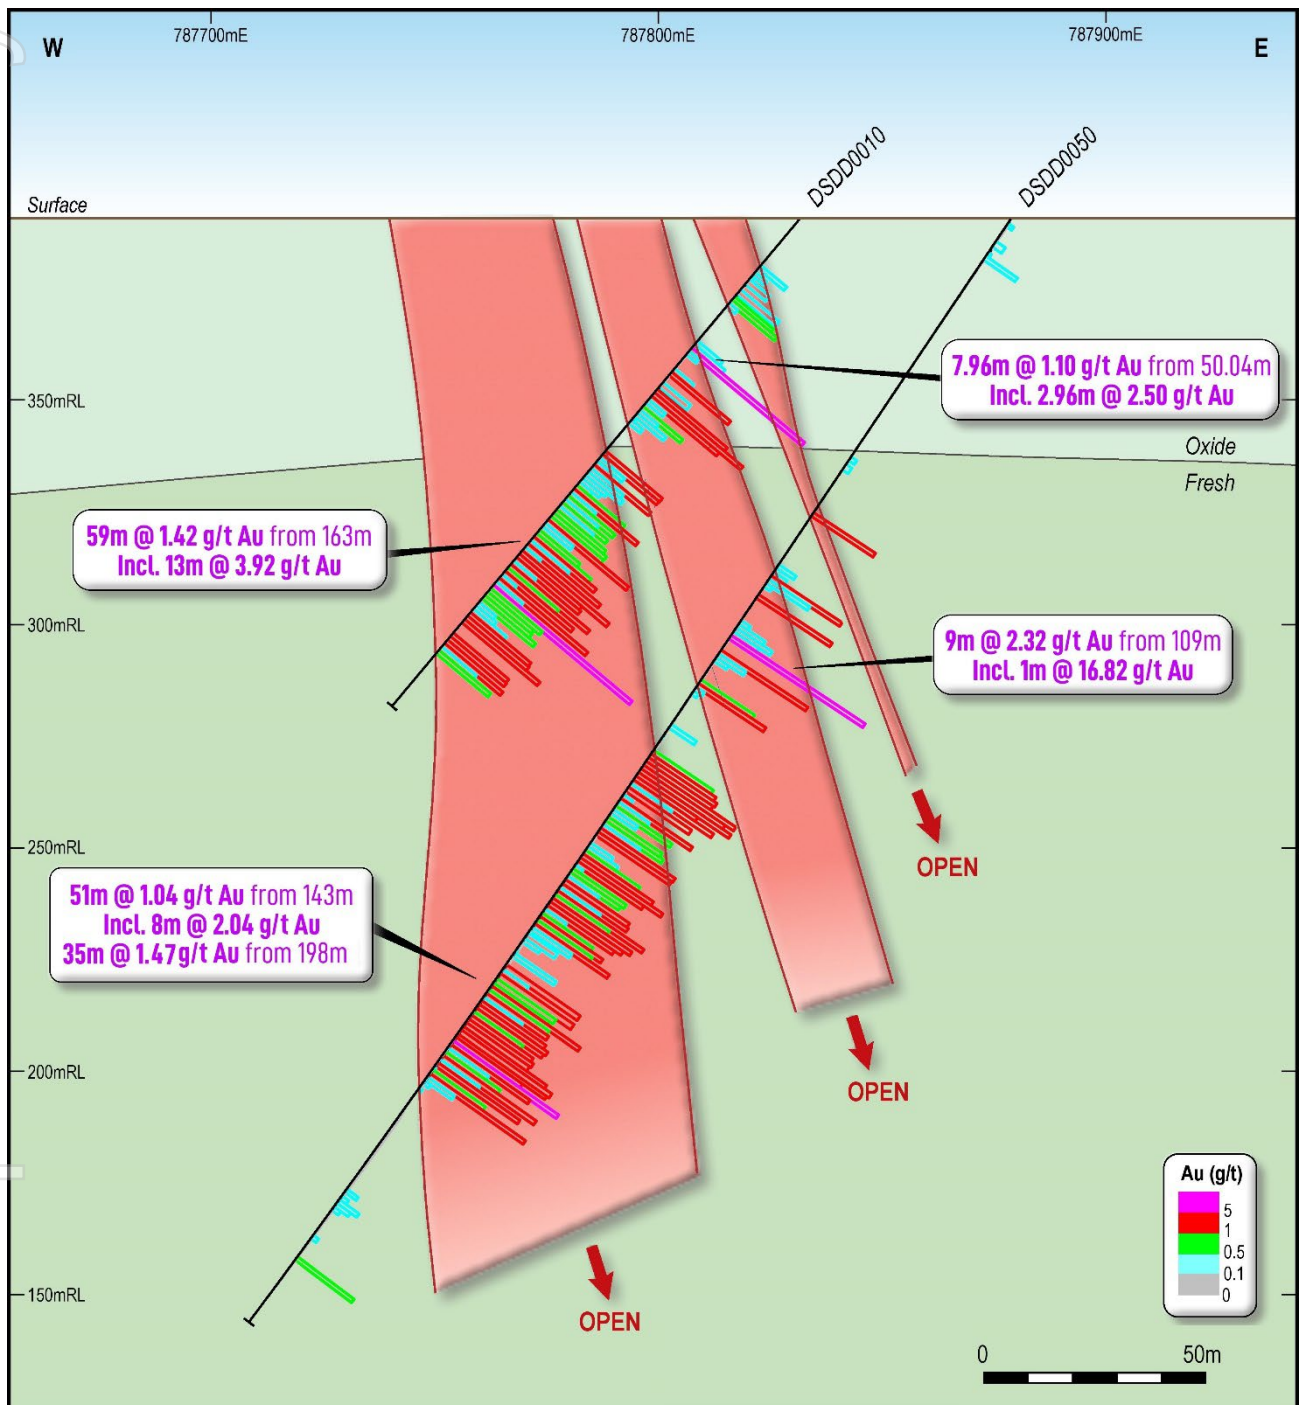 787700mE
787800mE
787900mE
W
E
DSDD0010
DSDD0050
Surface
7.96m @ 1.10 g/t Au from 50.04m
Incl. 2.96m @ 2.50 g/t Au
350mRL
Oxide
Fresh
59m @ 1.42 g/t Au from 163m
Incl. 13m @ 3.92 g/t Au
300mRL
9m @ 2.32 g/t Au from 109m
Incl. 1m @ 16.82 g/t Au
250mRL
OPEN
51m @ 1.04 g/t Au from 143m
Incl. 8m @ 2.04 g/t Au
35m @ 1.47g/t Au from 198m
200mRL
OPEN
150mRL
OPEN
Au (g/t)
5
1
0.5
0.1
0
0 50m